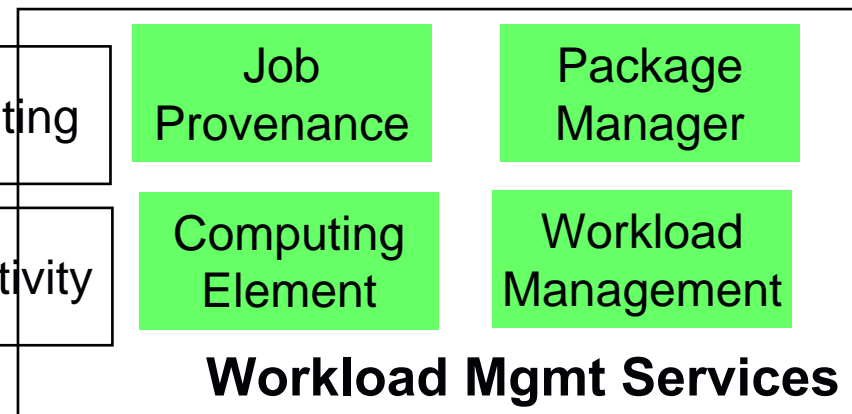 Job
Provenance
Package
Manager
ting
Computing
Element
Workload
Management
tivity
Workload Mgmt Services